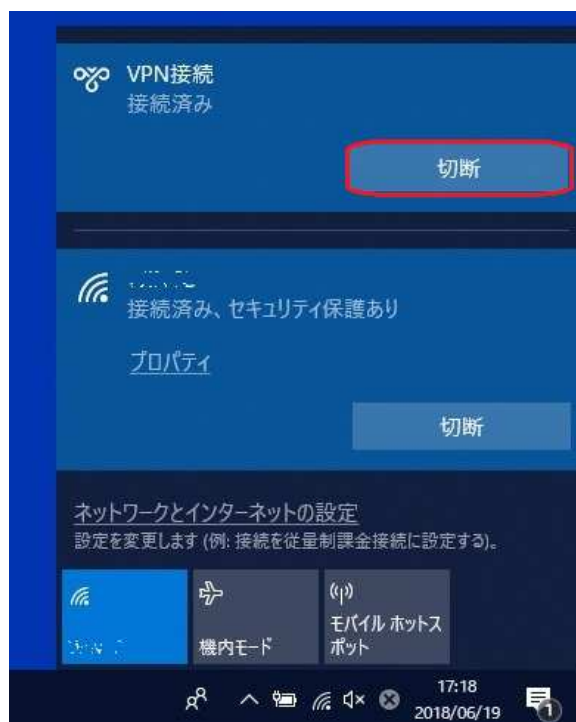 VPN接続
接続済み
切断
接続済み、セキュリティ保護あり
プロパティ
切断
ネットワークとインターネットの設定
設定を変更します (例: 接続を従量制課金接続に設定する)。
機内モード
モバイル ホットス
ポット
17:18
2018/06/19
1